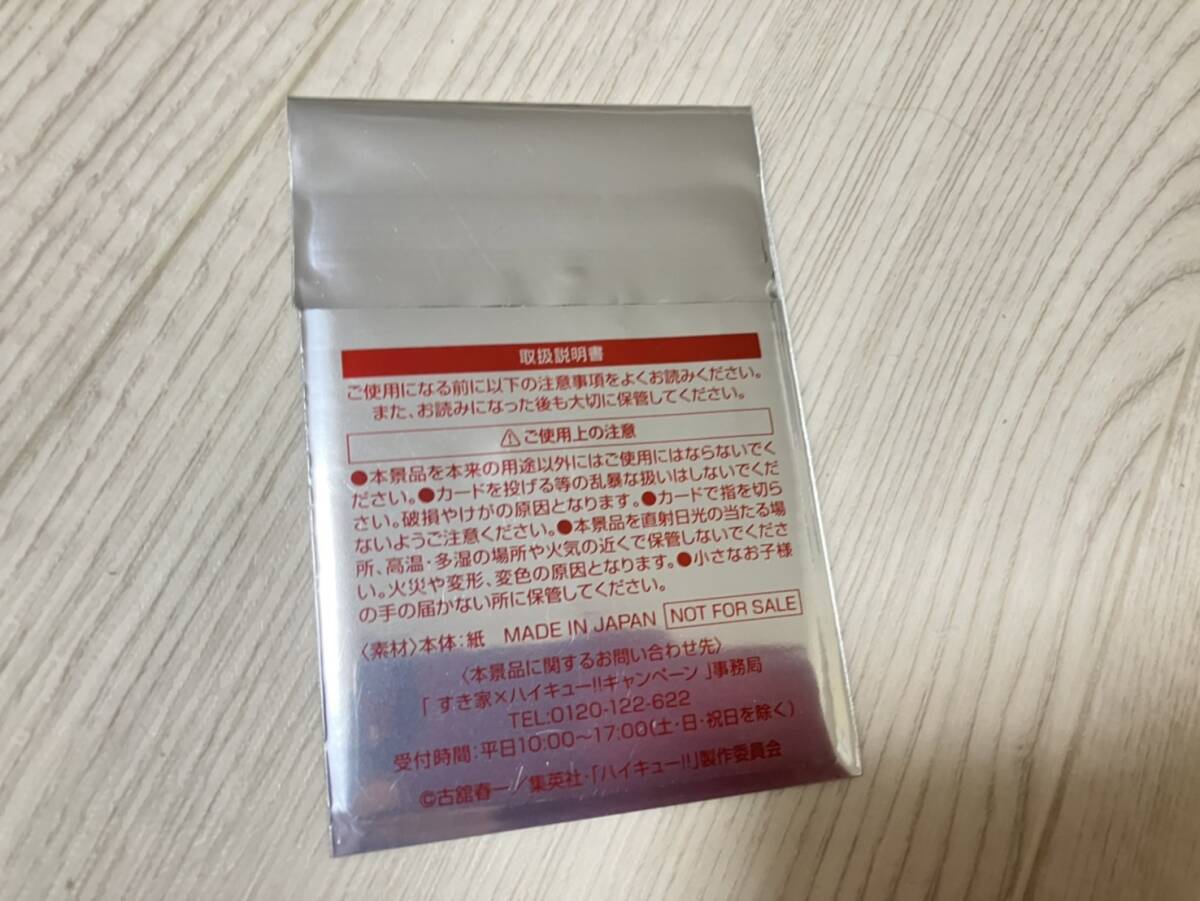 取扱説明書
ご使用になる前に以下の注意事項をよくお読みください。
また、お読みになった後も大切に保管してください。
⚠ご使用上の注意
●本景品を本来の用途以外にはご使用にはならないでく
ださい。●カードを投げる等の乱暴な扱いはしないでくだ
さい。破損やけがの原因となります。●カードで指を切ら
ないようご注意ください。●本景品を直射日光の当たる場
所、高温・多湿の場所や火気の近くで保管しないでくださ
い。火災や変形、変色の原因となります。●小さなお子様
の手の届かない所に保管してください。
〈素材〉本体：紙 MADE IN JAPAN NOT FOR SALE
〈本景品に関するお問い合わせ先〉
「すき家×ハイキュー!!キャンペーン」事務局
TEL:0120-122-622
受付時間：平日10:00〜17:00（土・日・祝日を除く）
©古舘春一／集英社・「ハイキュー!!」製作委員会